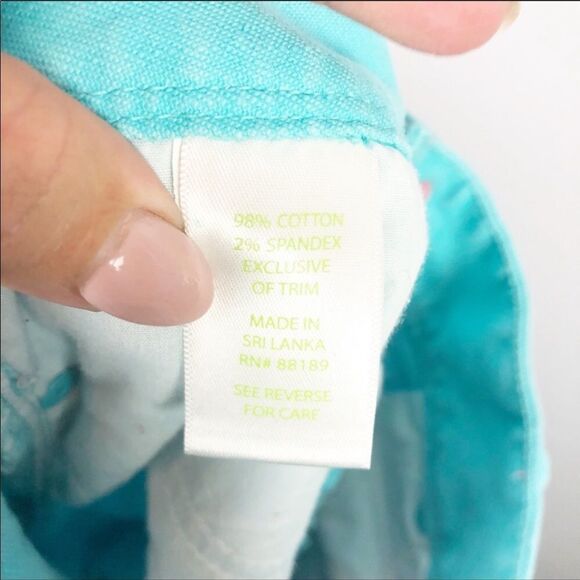 98% COTTON
2% SPANDEX
EXCLUSIVE
OF TRIM
MADE IN
SRI LANKA
RN# 88189
SEE REVERSE
FOR CARE